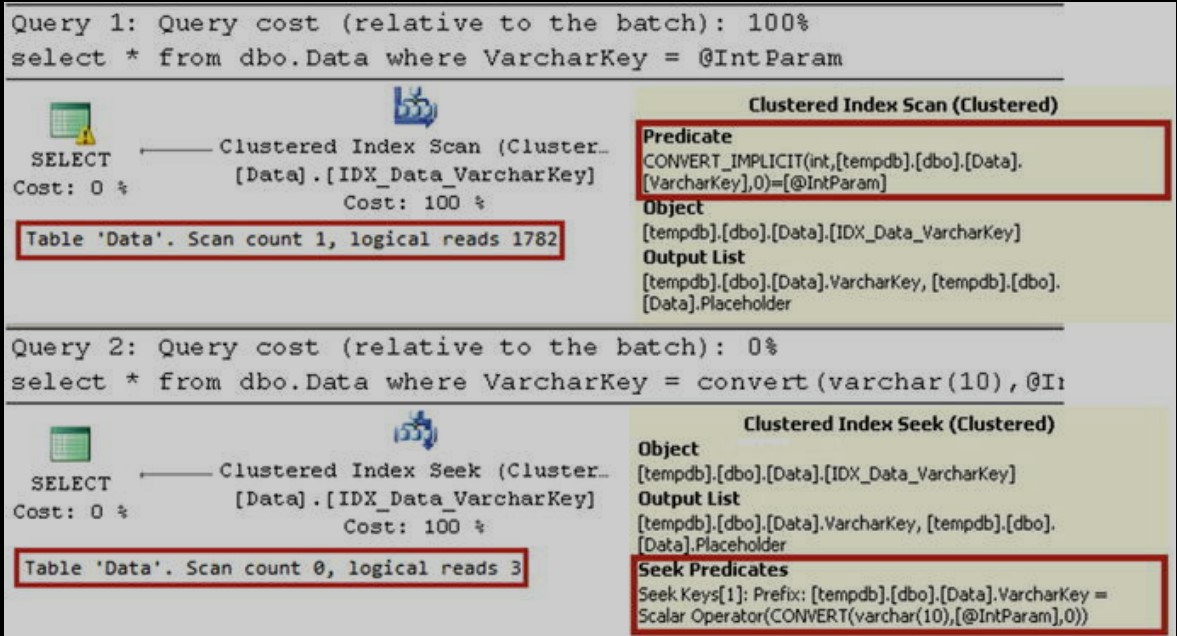 Query 1: Query cost (relative to the batch): 100%
select * from dbo.Data where VarcharKey = @IntParam
SELECT
Cost: 0 %
Clustered Index Scan (Cluster…
[Data].[IDX_Data_VarcharKey]
Cost: 100 %
Table 'Data'. Scan count 1, logical reads 1782
Clustered Index Scan (Clustered)
Predicate
CONVERT_IMPLICIT(int,[tempdb].[dbo].[Data].
[VarcharKey],0)=[@IntParam]
Object
[tempdb].[dbo].[Data].[IDX_Data_VarcharKey]
Output List
[tempdb].[dbo].[Data].VarcharKey, [tempdb].[dbo].
[Data].Placeholder
Query 2: Query cost (relative to the batch): 0%
select * from dbo.Data where VarcharKey = convert(varchar(10),
SELECT
Cost: 0 %
Clustered Index Seek (Cluster…
[Data].[IDX_Data_VarcharKey]
Cost: 100 %
Table 'Data'. Scan count 0, logical reads 3
Clustered Index Seek (Clustered)
Object
[tempdb].[dbo].[Data].[IDX_Data_VarcharKey]
Output List
[tempdb].[dbo].[Data].VarcharKey, [tempdb].[dbo].
[Data].Placeholder
Seek Predicates
Seek Keys[1]: Prefix: [tempdb].[dbo].[Data].VarcharKey =
Scalar Operator(CONVERT(varchar(10),[@IntParam],0))